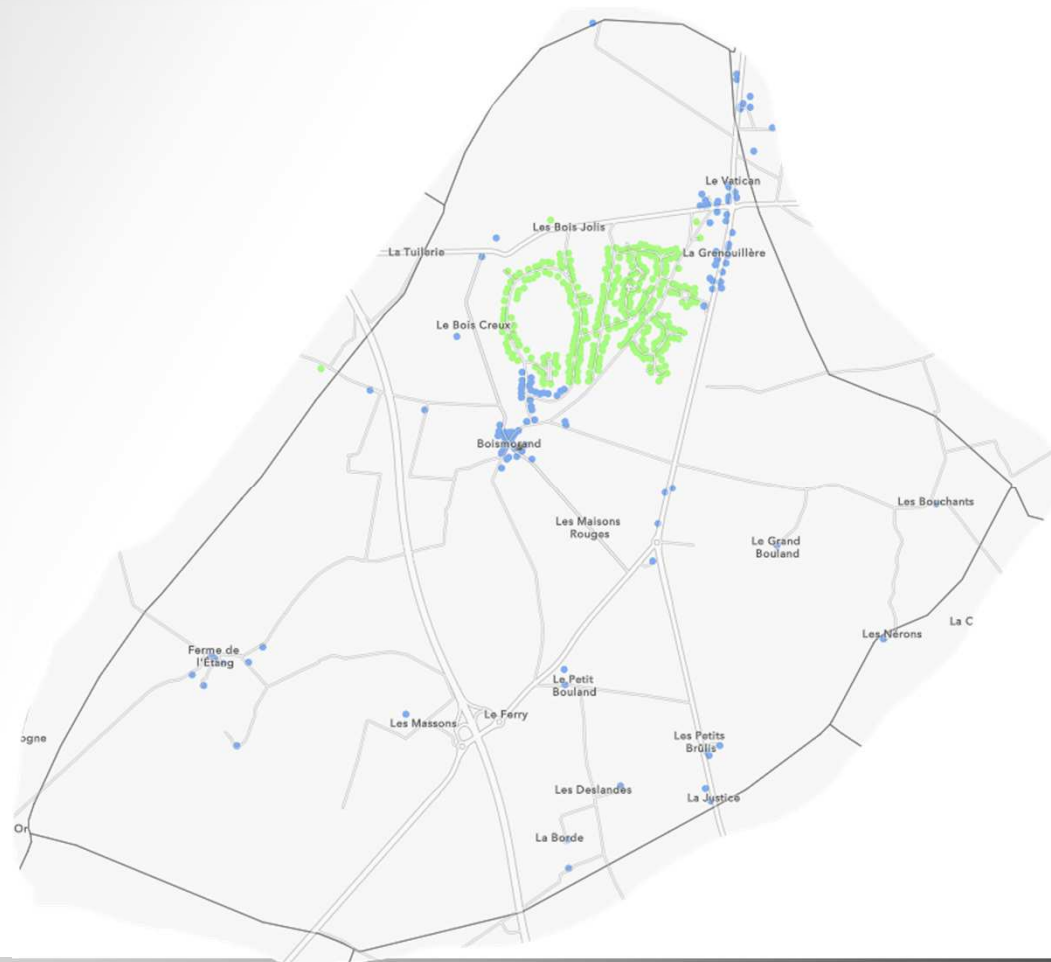 Le Vatican
Les Bois Jolis
La Tuilerie
La Grenouillère
Le Bois Creux
Boismorand
Les Bouchants
Les Maisons
Rouges
Le Grand
Bouland
La C
Les Nérons
Ferme de
l'Étang
Le Petit
Bouland
Les Massons
Le Ferry
ogne
Les Petits
Brûlis
Les Deslandes
La Justice
Or
La Borde